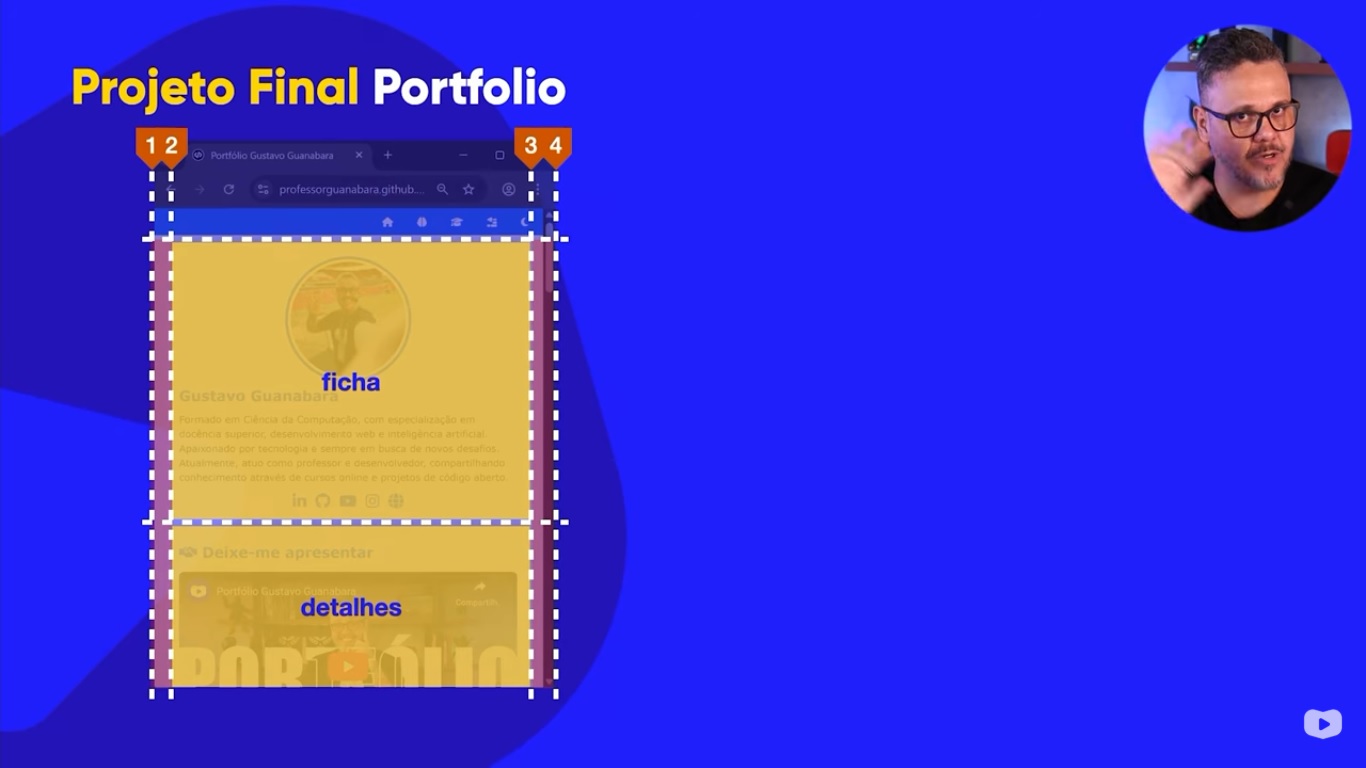 Projeto Final Portfolio
1 2 3 4
Portfólio Gustavo Guanabara
professorguanabara.github....
ficha
Gustavo Guanabara
Formado em Ciência da Computação, com especialização em
docência superior, desenvolvimento web e inteligência artificial.
Apaixonado por tecnologia e sempre em busca de novos desafios.
Atualmente, atuo como professor e desenvolvedor, compartilhando
conhecimento através de cursos online e projetos de código aberto.
Deixe-me apresentar
Portfólio Gustavo Guanabara
Compartilh.
detalhes
PORTFÓLIO